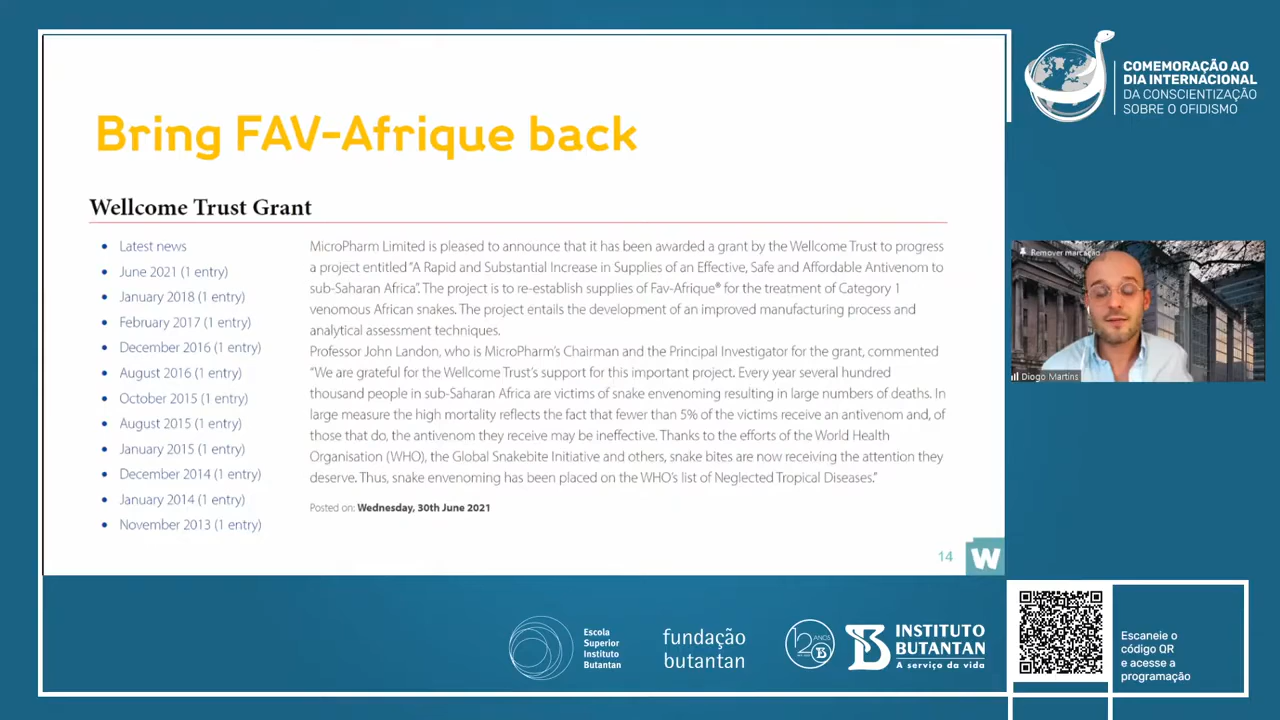 Bring FAV-Afrique back
Wellcome Trust Grant
Latest news
June 2021 (1 entry)
January 2018 (1 entry)
February 2017 (1 entry)
December 2016 (1 entry)
August 2016 (1 entry)
October 2015 (1 entry)
August 2015 (1 entry)
January 2015 (1 entry)
December 2014 (1 entry)
January 2014 (1 entry)
November 2013 (1 entry)
MicroPharm Limited is pleased to announce that it has been awarded a grant by the Wellcome Trust to progress
a project entitled "A Rapid and Substantial Increase in Supplies of an Effective, Safe and Affordable Antivenom to
sub-Saharan Africa". The project is to re-establish supplies of Fav-Afrique® for the treatment of Category 1
venomous African snakes. The project entails the development of an improved manufacturing process and
analytical assessment techniques.
Professor John Landon, who is MicroPharm's Chairman and the Principal Investigator for the grant, commented
"We are grateful for the Wellcome Trust's support for this important project. Every year several hundred
thousand people in sub-Saharan Africa are victims of snake envenoming resulting in large numbers of deaths. In
large measure the high mortality reflects the fact that fewer than 5% of the victims receive an antivenom and, of
those that do, the antivenom they receive may be ineffective. Thanks to the efforts of the World Health
Organisation (WHO), the Global Snakebite Initiative and others, snake bites are now receiving the attention they
deserve. Thus, snake envenoming has been placed on the WHO's list of Neglected Tropical Diseases."
Posted on: Wednesday, 30th June 2021
14
W
COMEMORAÇÃO AO
DIA INTERNACIONAL
DA CONSCIENTIZAÇÃO
SOBRE O OFIDISMO
Remover marcação
Diogo Martins
Escola
Superior
Instituto
Butantan
fundação
butantan
120
ANOS
INSTITUTO
BUTANTAN
A serviço da vida
Escaneie o
código QR
e acesse a
programação